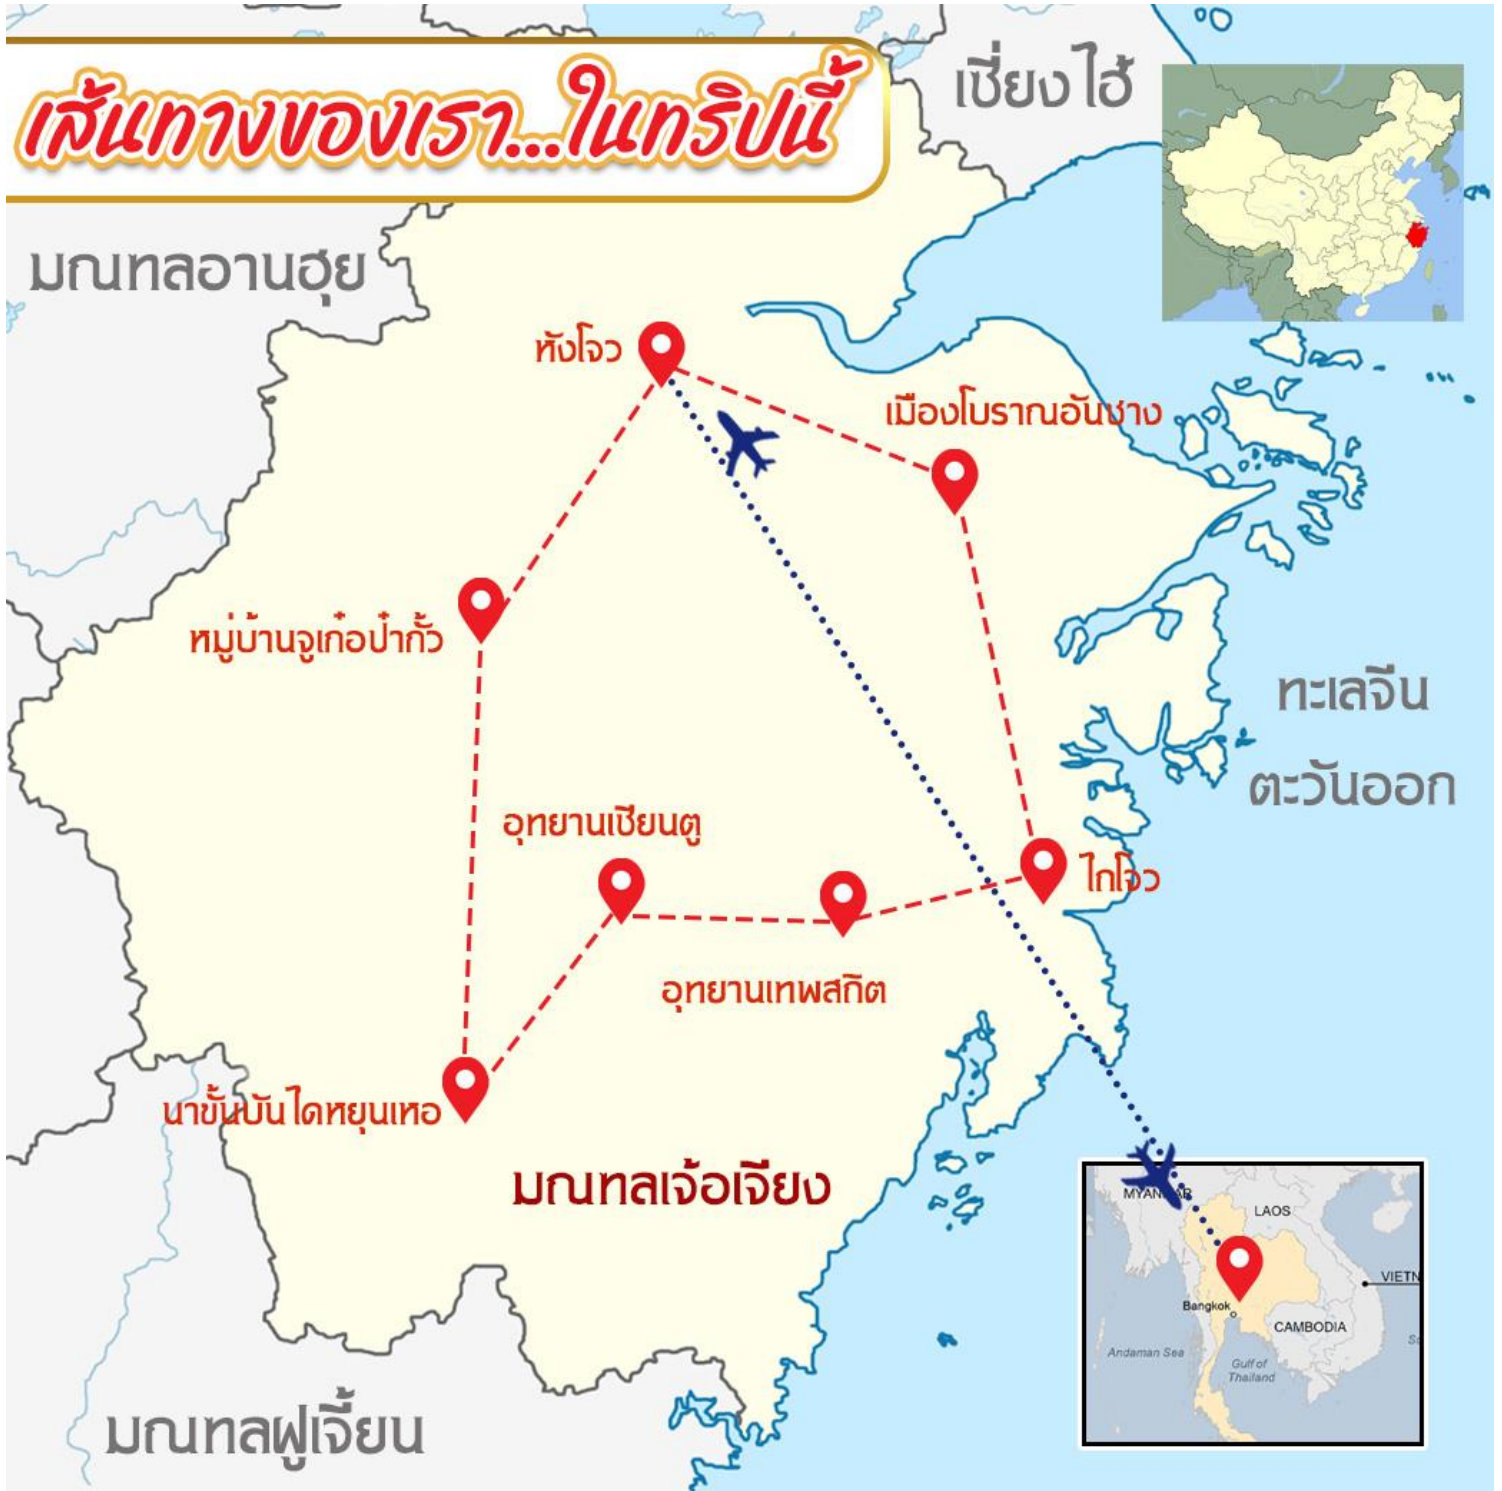 เส้นทางของเรา...ในทริปนี้
เซี่ยงไฮ้
มณฑลอานฮุย
หังโจว
เมืองโบราณอันชาง
หมู่บ้านจูเก๋อป๋ากั้ว
ทะเลจีน
ตะวันออก
อุทยานเซียนตู
ไทโจว
อุทยานเทพสถิต
นาขั้นบันไดหยุนเหอ
มณฑลเจ้อเจียง
MYANMAR
LAOS
VIETN
Bangkok
CAMBODIA
Andaman Sea
Gulf of
Thailand
มณฑลฝูเจี้ยน